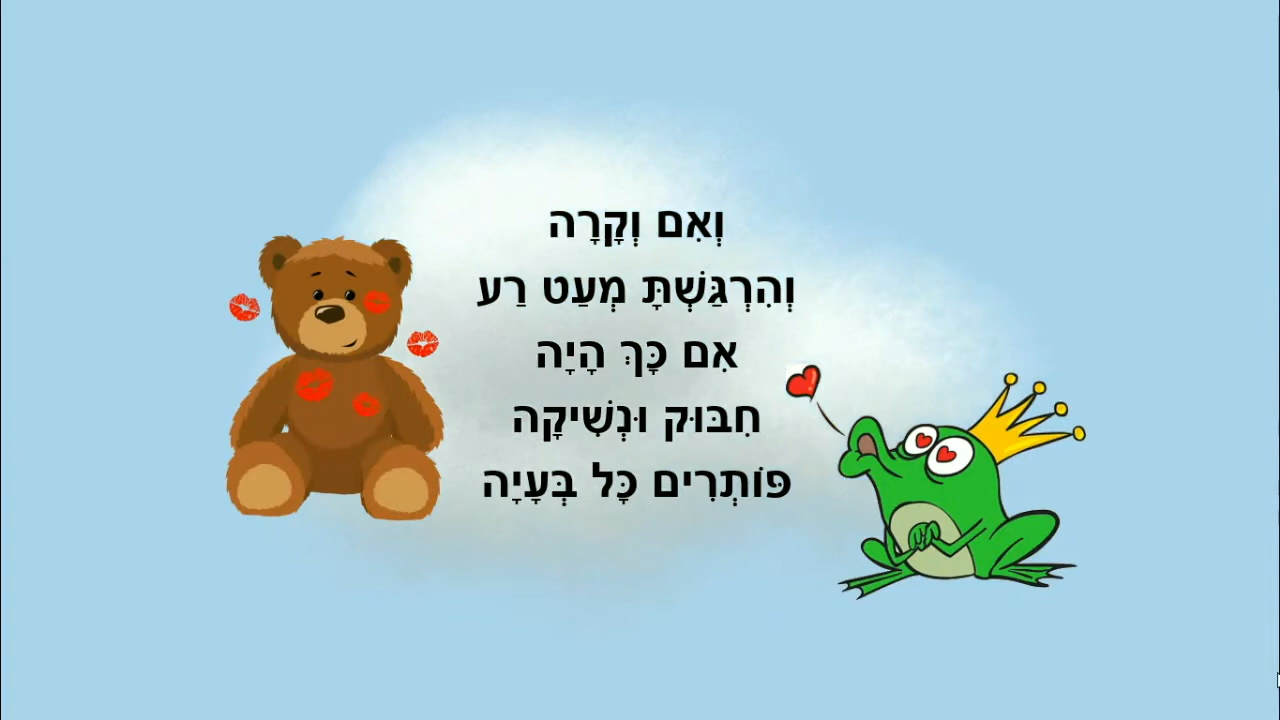 וְאִם וְקָרָה
וְהִרְגַּשְׁתָּ מְעַט רַע
אִם כָּךְ הָיָה
חִבּוּק וּנְשִׁיקָה
פּוֹתְרִים כָּל בְּעָיָה